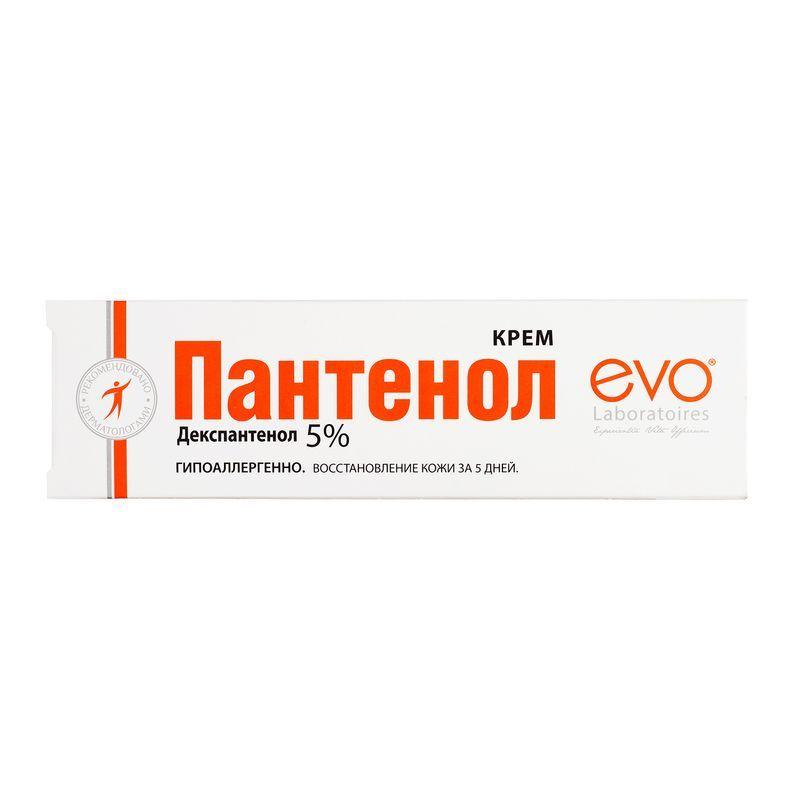 РЕКОМЕНДОВАНО
ДЕРМАТОЛОГАМИ
КРЕМ
Пантенол
Декспантенол 5%
ГИПОАЛЛЕРГЕННО. ВОССТАНОВЛЕНИЕ КОЖИ ЗА 5 ДНЕЙ.
evo®
Laboratoires